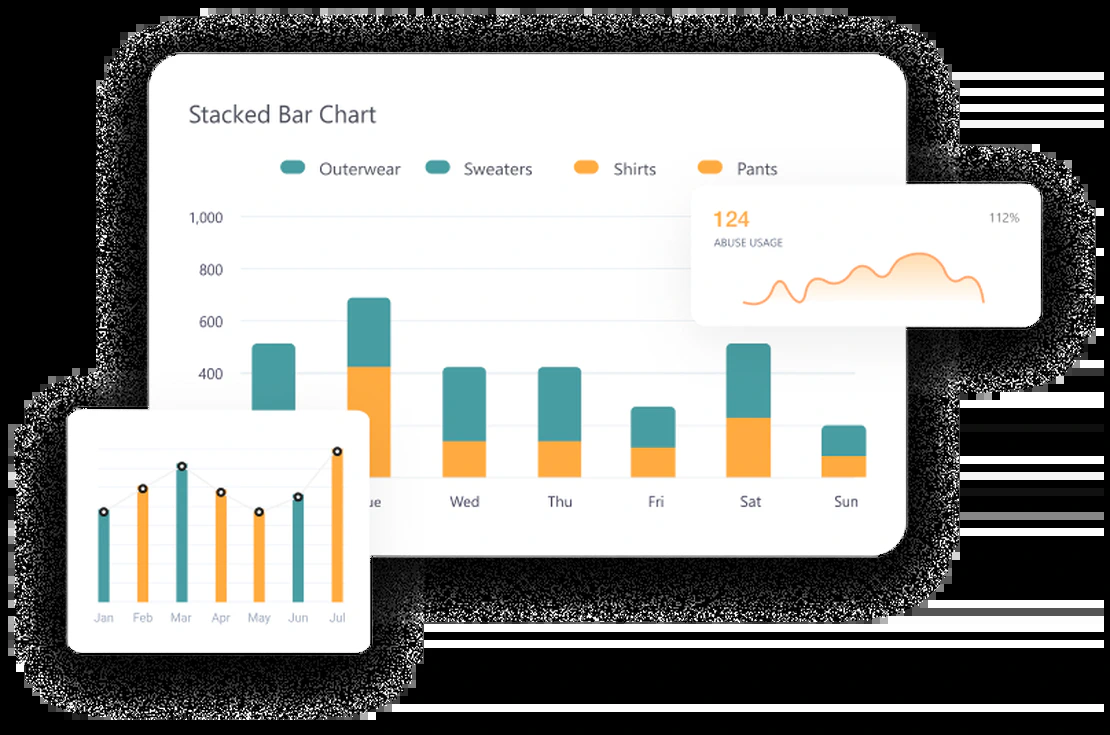 Stacked Bar Chart
Outerwear Sweaters Shirts Pants
1,000
800
600
400
124
112%
ABUSE USAGE
ue Wed Thu Fri Sat Sun
Jan Feb Mar Apr May Jun Jul